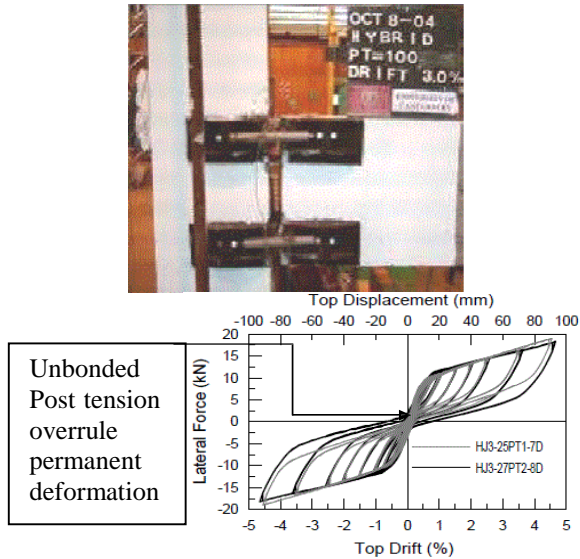 OCT 8-04
HYBRID
PT=100
DRIFT 3.0%
Top Displacement (mm)
-100 -80 -60 -40 -20 0 20 40 60 80 100
Unbonded
Post tension
overrule
permanent
deformation
Lateral Force (kN)
20
15
10
5
0
-5
-10
-15
-20
HJ3-25PT1-7D
HJ3-27PT2-8D
-5 -4 -3 -2 -1 0 1 2 3 4 5
Top Drift (%)